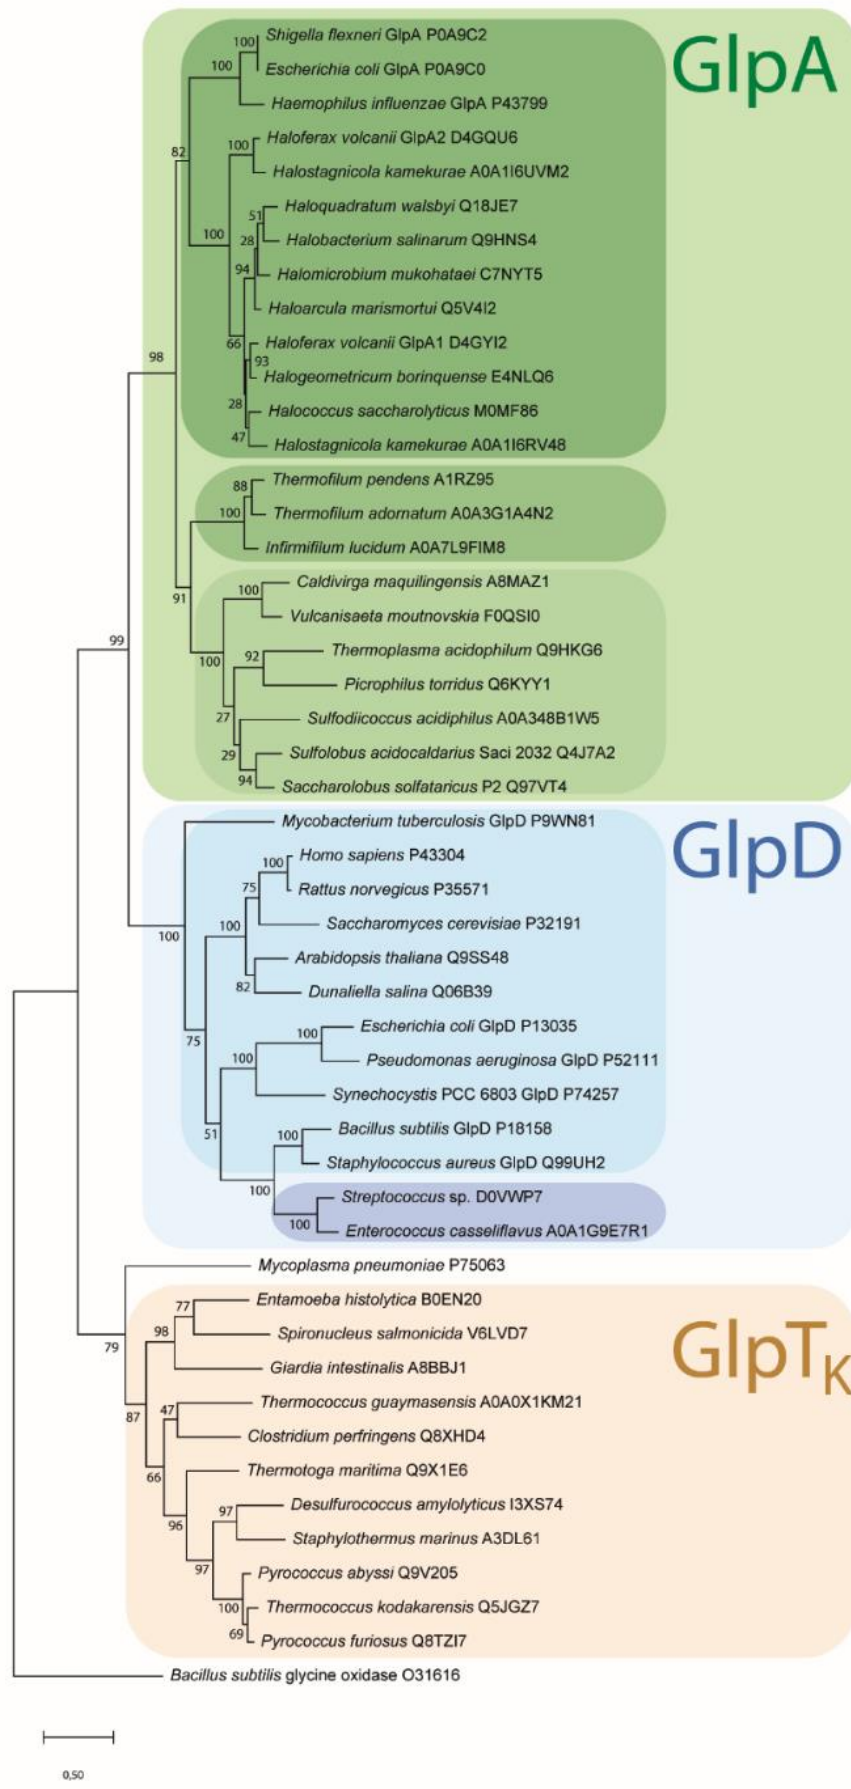 GlpA
100
Shigella flexneri GlpA P0A9C2
100
Escherichia coli GlpA P0A9C0
Haemophilus influenzae GlpA P43799
82
100
Haloferax volcanii GlpA2 D4GQU6
Halostagnicola kamekurae A0A1I6UVM2
100
51
Haloquadratum walsbyi Q18JE7
28
Halobacterium salinarum Q9HNS4
94
Halomicrobium mukohataei C7NYT5
Haloarcula marismortui Q5V4I2
66
Haloferax volcanii GlpA1 D4GYI2
98
93
Halogeometricum borinquense E4NLQ6
28
Halococcus saccharolyticus M0MF86
47
Halostagnicola kamekurae A0A1I6RV48
88
Thermofilum pendens A1RZ95
100
Thermofilum adornatum A0A3G1A4N2
Infirmifilum lucidum A0A7L9FIM8
91
100
Caldivirga maquilingensis A8MAZ1
Vulcanisaeta moutnovskia F0QSI0
99
100
92
Thermoplasma acidophilum Q9HKG6
Picrophilus torridus Q6KYY1
27
Sulfodiicoccus acidiphilus A0A348B1W5
29
Sulfolobus acidocaldarius Saci 2032 Q4J7A2
94
Saccharolobus solfataricus P2 Q97VT4
GlpD
Mycobacterium tuberculosis GlpD P9WN81
100
Homo sapiens P43304
75
Rattus norvegicus P35571
100
Saccharomyces cerevisiae P32191
100
Arabidopsis thaliana Q9SS48
82
Dunaliella salina Q06B39
75
100
Escherichia coli GlpD P13035
100
Pseudomonas aeruginosa GlpD P52111
Synechocystis PCC 6803 GlpD P74257
51
100
Bacillus subtilis GlpD P18158
Staphylococcus aureus GlpD Q99UH2
100
Streptococcus sp. D0VWP7
100
Enterococcus casseliflavus A0A1G9E7R1
Mycoplasma pneumoniae P75063
79
GlpTK
77
Entamoeba histolytica B0EN20
98
Spironucleus salmonicida V6LVD7
Giardia intestinalis A8BBJ1
87
47
Thermococcus guaymasensis A0A0X1KM21
Clostridium perfringens Q8XHD4
66
Thermotoga maritima Q9X1E6
96
97
Desulfurococcus amylolyticus I3XS74
Staphylothermus marinus A3DL61
97
Pyrococcus abyssi Q9V205
100
Thermococcus kodakarensis Q5JGZ7
69
Pyrococcus furiosus Q8TZI7
Bacillus subtilis glycine oxidase O31616
0,50